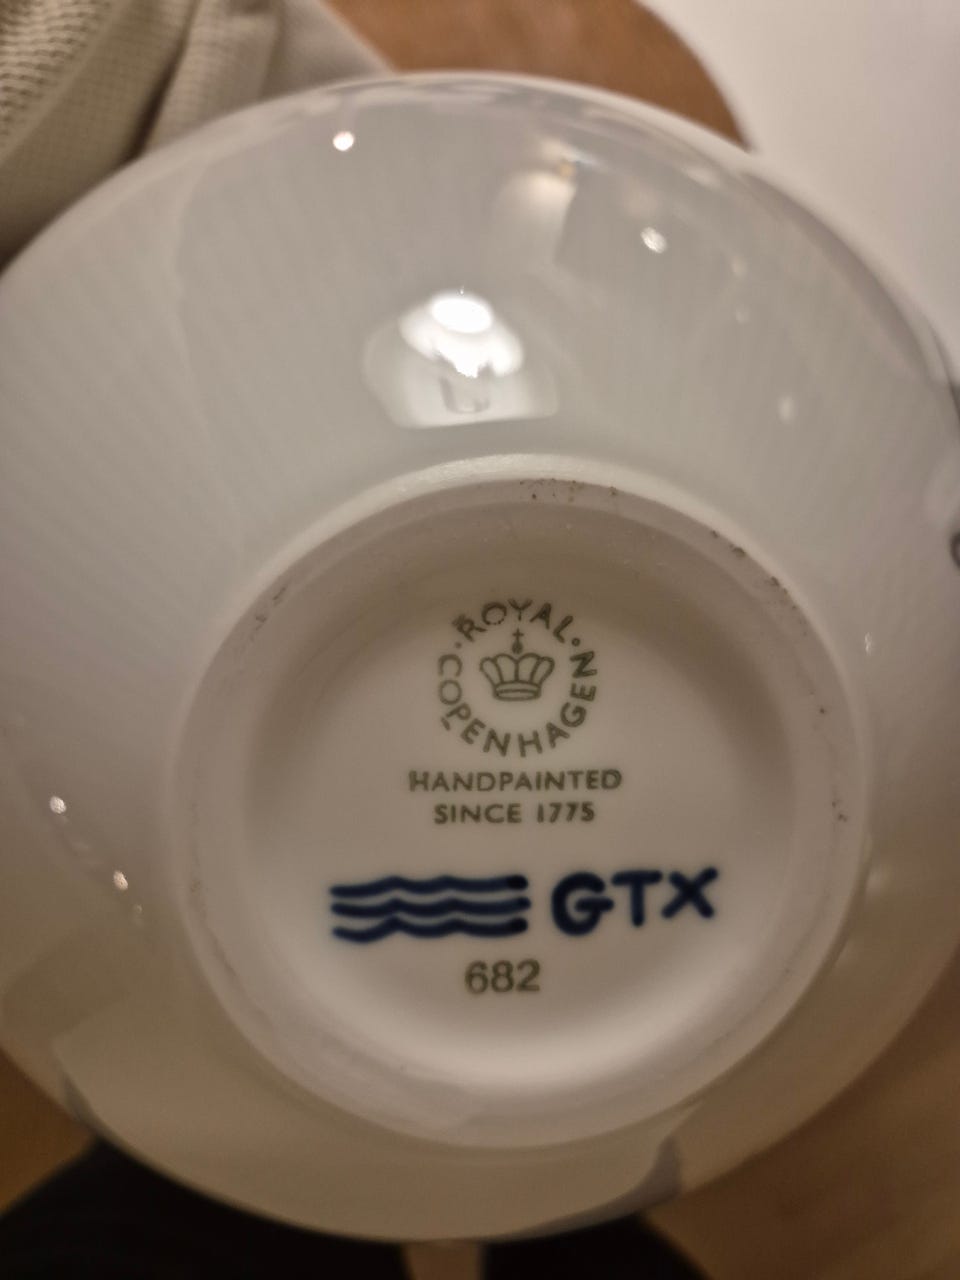 ROYAL
COPENHAGEN
HANDPAINTED
SINCE 1775
GTX
682